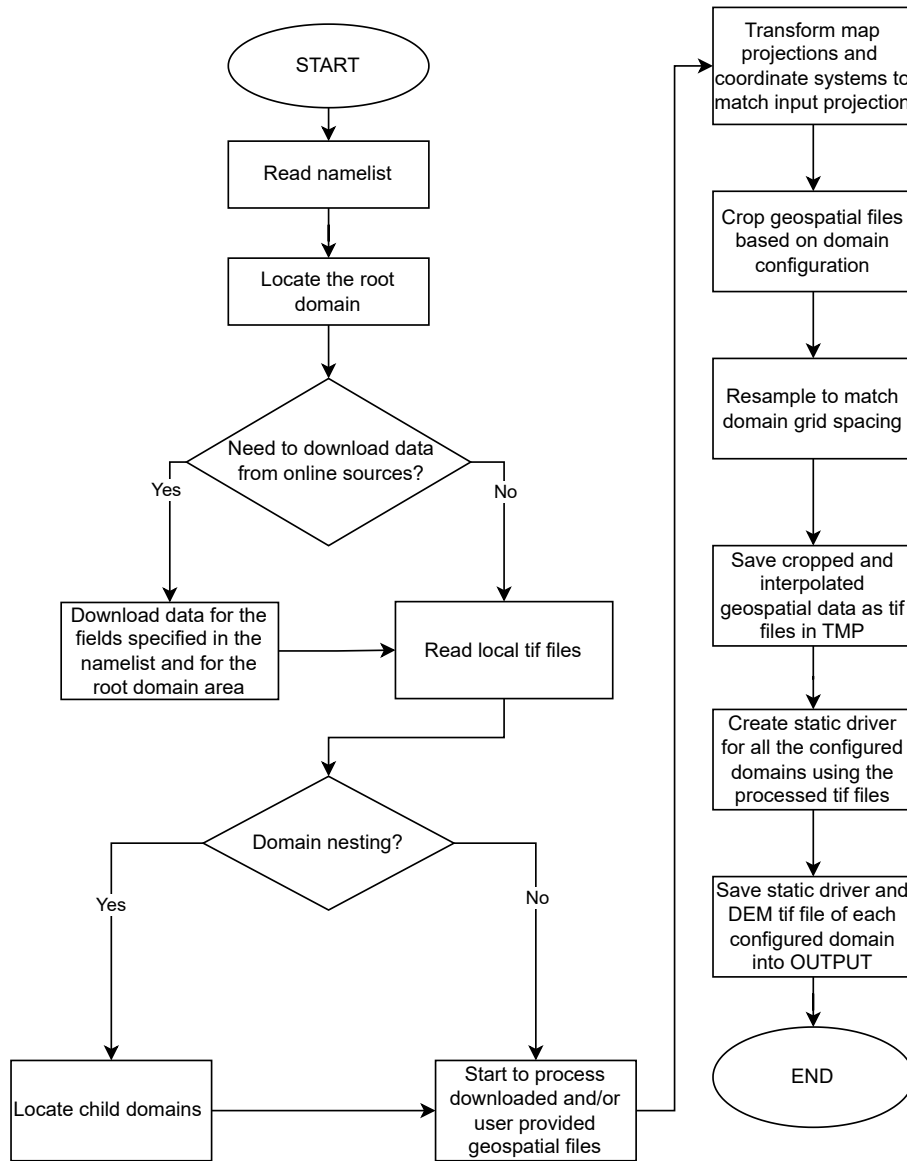 START
Read namelist
Locate the root
domain
Need to download data
from online sources?
Yes
No
Download data for the
fields specified in the
namelist and for the
root domain area
Read local tif files
Domain nesting?
Yes
No
Locate child domains
Start to process
downloaded and/or
user provided
geospatial files
Transform map
projections and
coordinate systems to
match input projection
Crop geospatial files
based on domain
configuration
Resample to match
domain grid spacing
Save cropped and
interpolated
geospatial data as tif
files in TMP
Create static driver
for all the configured
domains using the
processed tif files
Save static driver and
DEM tif file of each
configured domain
into OUTPUT
END